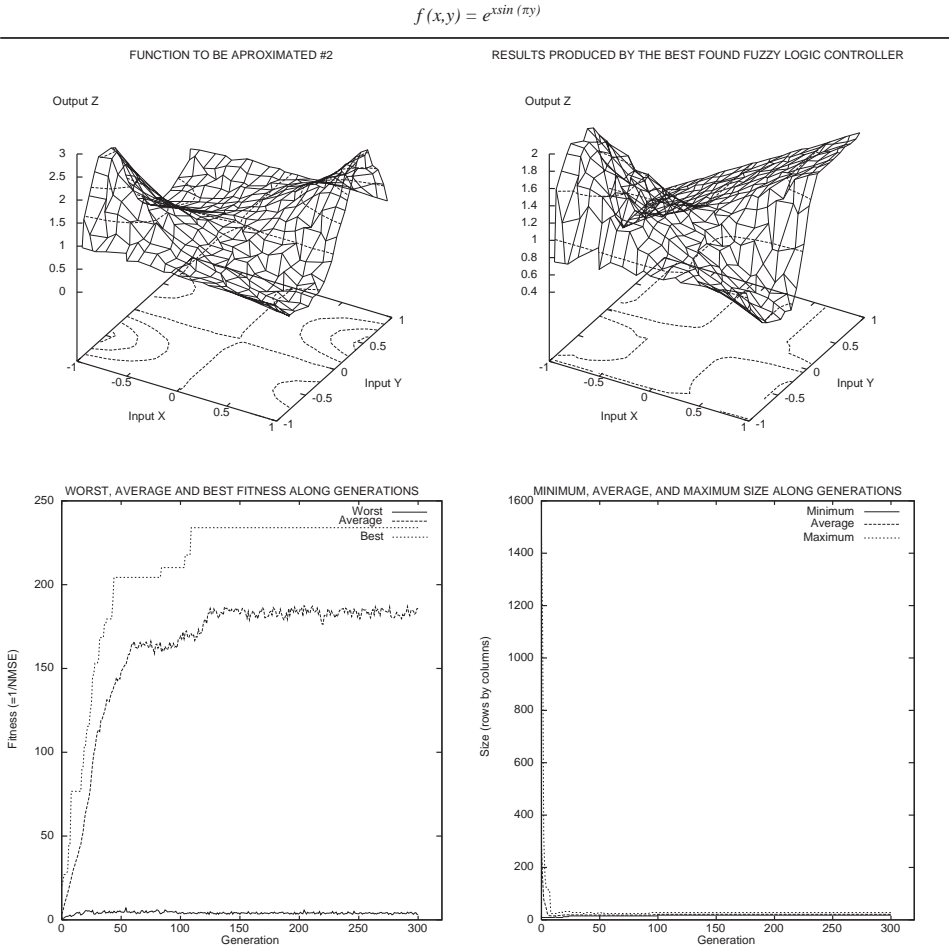 f (x,y) = e^{xsin (πy)}
FUNCTION TO BE APROXIMATED #2
Output Z
3
2.5
2
1.5
1
0.5
0
-1
-0.5
0
0.5
1
Input X
-1
-0.5
0
0.5
1
Input Y
RESULTS PRODUCED BY THE BEST FOUND FUZZY LOGIC CONTROLLER
Output Z
2
1.8
1.6
1.4
1.2
1
0.8
0.6
0.4
-1
-0.5
0
0.5
1
Input X
-1
-0.5
0
0.5
1
Input Y
WORST, AVERAGE AND BEST FITNESS ALONG GENERATIONS
Worst
Average
Best
250
200
150
100
50
0
Fitness (=1/NMSE)
0 50 100 150 200 250 300
Generation
MINIMUM, AVERAGE, AND MAXIMUM SIZE ALONG GENERATIONS
Minimum
Average
Maximum
1600
1400
1200
1000
800
600
400
200
0
Size (rows by columns)
0 50 100 150 200 250 300
Generation